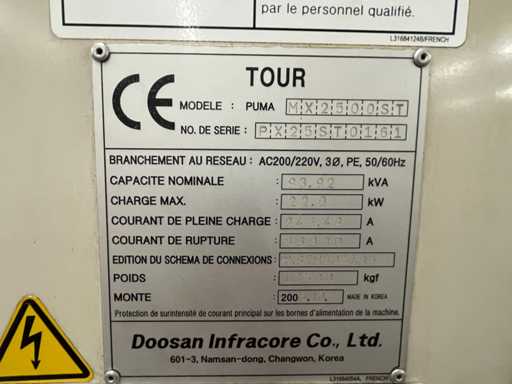 par le personnel qualifié.
L31684124B/FRENCH
CE
TOUR
MODELE : PUMA MX2500ST
NO. DE SERIE : PX25ST0161
BRANCHEMENT AU RESEAU : AC200/220V, 3Ø, PE, 50/60Hz
CAPACITE NOMINALE : kVA
CHARGE MAX. : kW
COURANT DE PLEINE CHARGE : A
COURANT DE RUPTURE : A
EDITION DU SCHEMA DE CONNEXIONS :
POIDS : kgf
MONTE : 200 MADE IN KOREA
Protection de surintensité de courant principal sur les bornes d'alimentation de la machine.
Doosan Infracore Co., Ltd.
601-3, Namsan-dong, Changwon, Korea
FRENCH